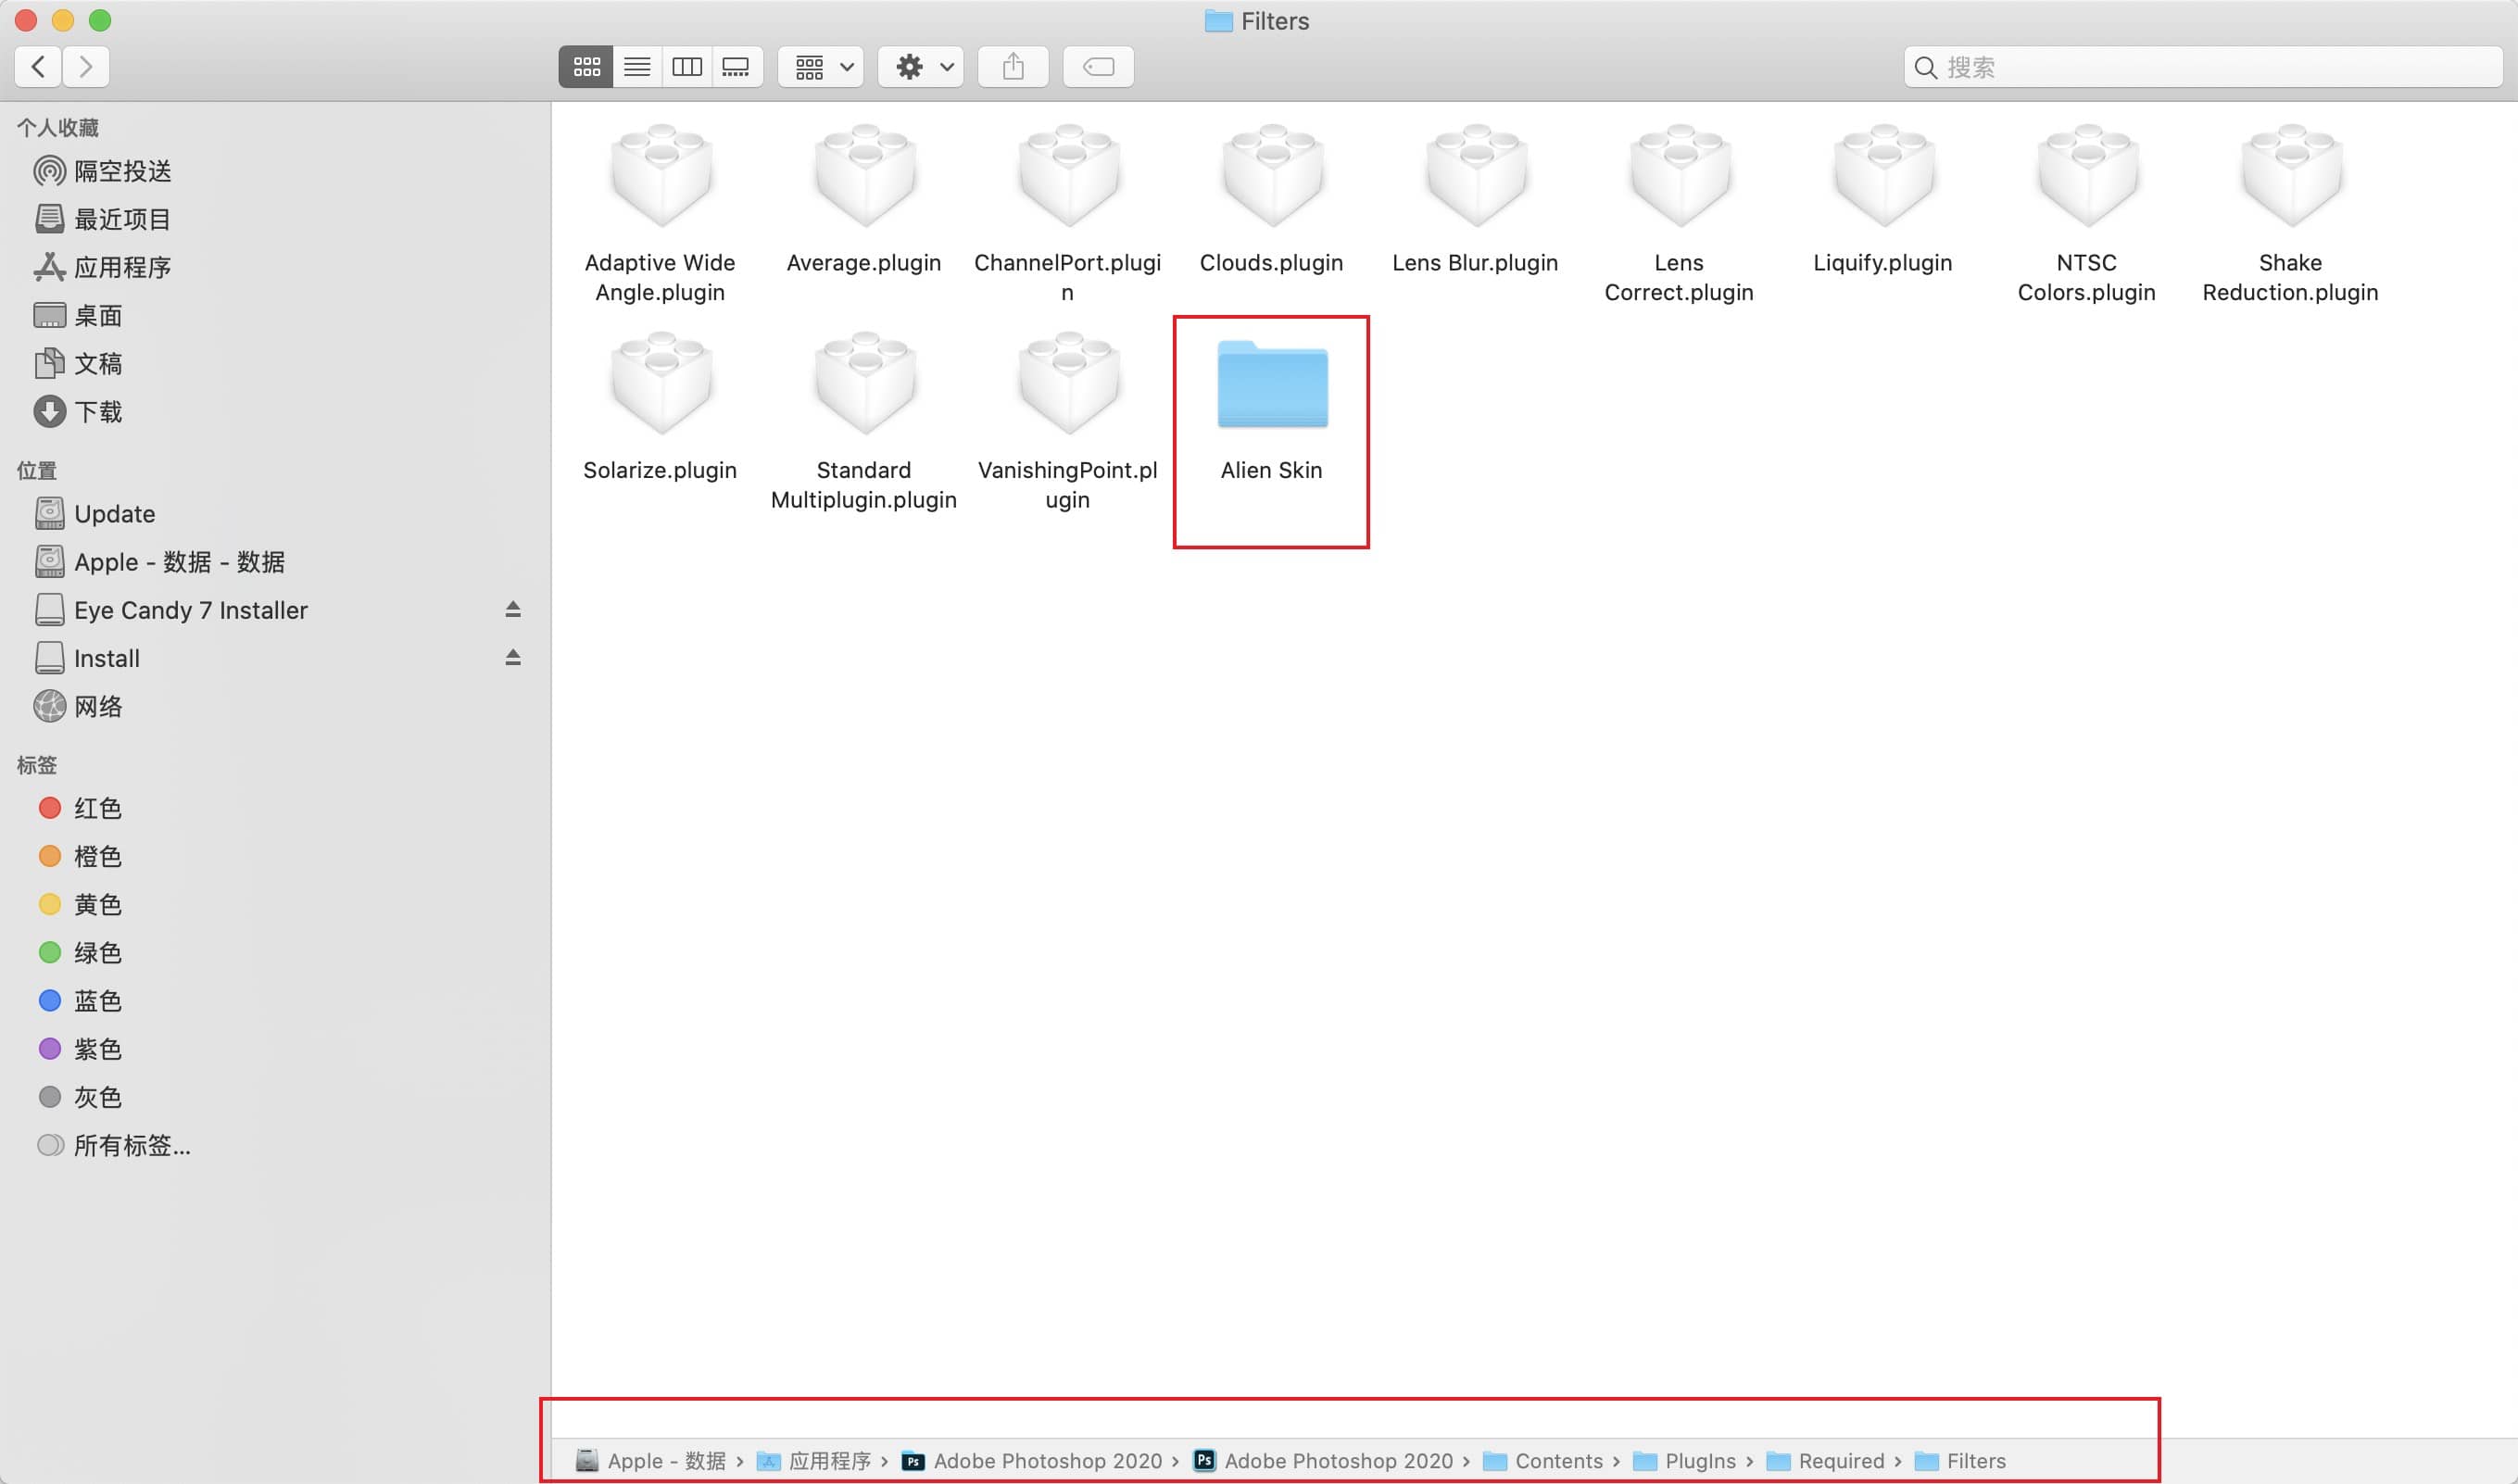 Filters
搜索
个人收藏
隔空投送
最近项目
应用程序
桌面
文稿
下载
位置
Update
Apple - 数据 - 数据
Eye Candy 7 Installer
Install
网络
标签
红色
橙色
黄色
绿色
蓝色
紫色
灰色
所有标签...
Adaptive Wide
Angle.plugin
Average.plugin
ChannelPort.plugi
n
Clouds.plugin
Lens Blur.plugin
Lens
Correct.plugin
Liquify.plugin
NTSC
Colors.plugin
Shake
Reduction.plugin
Solarize.plugin
Standard
Multiplugin.plugin
VanishingPoint.pl
ugin
Alien Skin
Apple - 数据 › 应用程序 › Ps Adobe Photoshop 2020 › Ps Adobe Photoshop 2020 › Contents › PlugIns › Required › Filters